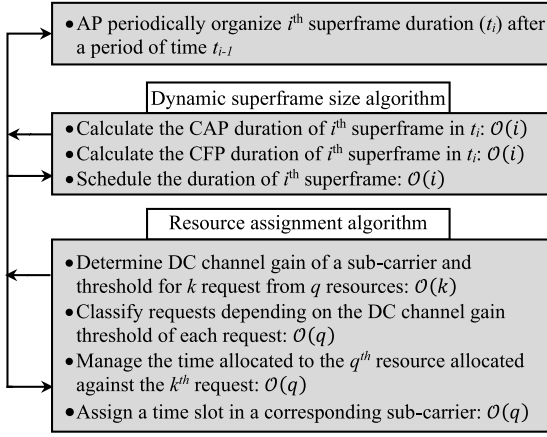 •AP periodically organize iᵗʰ superframe duration (tᵢ) after
a period of time tᵢ₋₁
Dynamic superframe size algorithm
•Calculate the CAP duration of iᵗʰ superframe in tᵢ: 𝒪(i)
•Calculate the CFP duration of iᵗʰ superframe in tᵢ: 𝒪(i)
•Schedule the duration of iᵗʰ superframe: 𝒪(i)
Resource assignment algorithm
•Determine DC channel gain of a sub-carrier and
threshold for k request from q resources: 𝒪(k)
•Classify requests depending on the DC channel gain
threshold of each request: 𝒪(q)
•Manage the time allocated to the qᵗʰ resource allocated
against the kᵗʰ request: 𝒪(q)
•Assign a time slot in a corresponding sub-carrier: 𝒪(q)